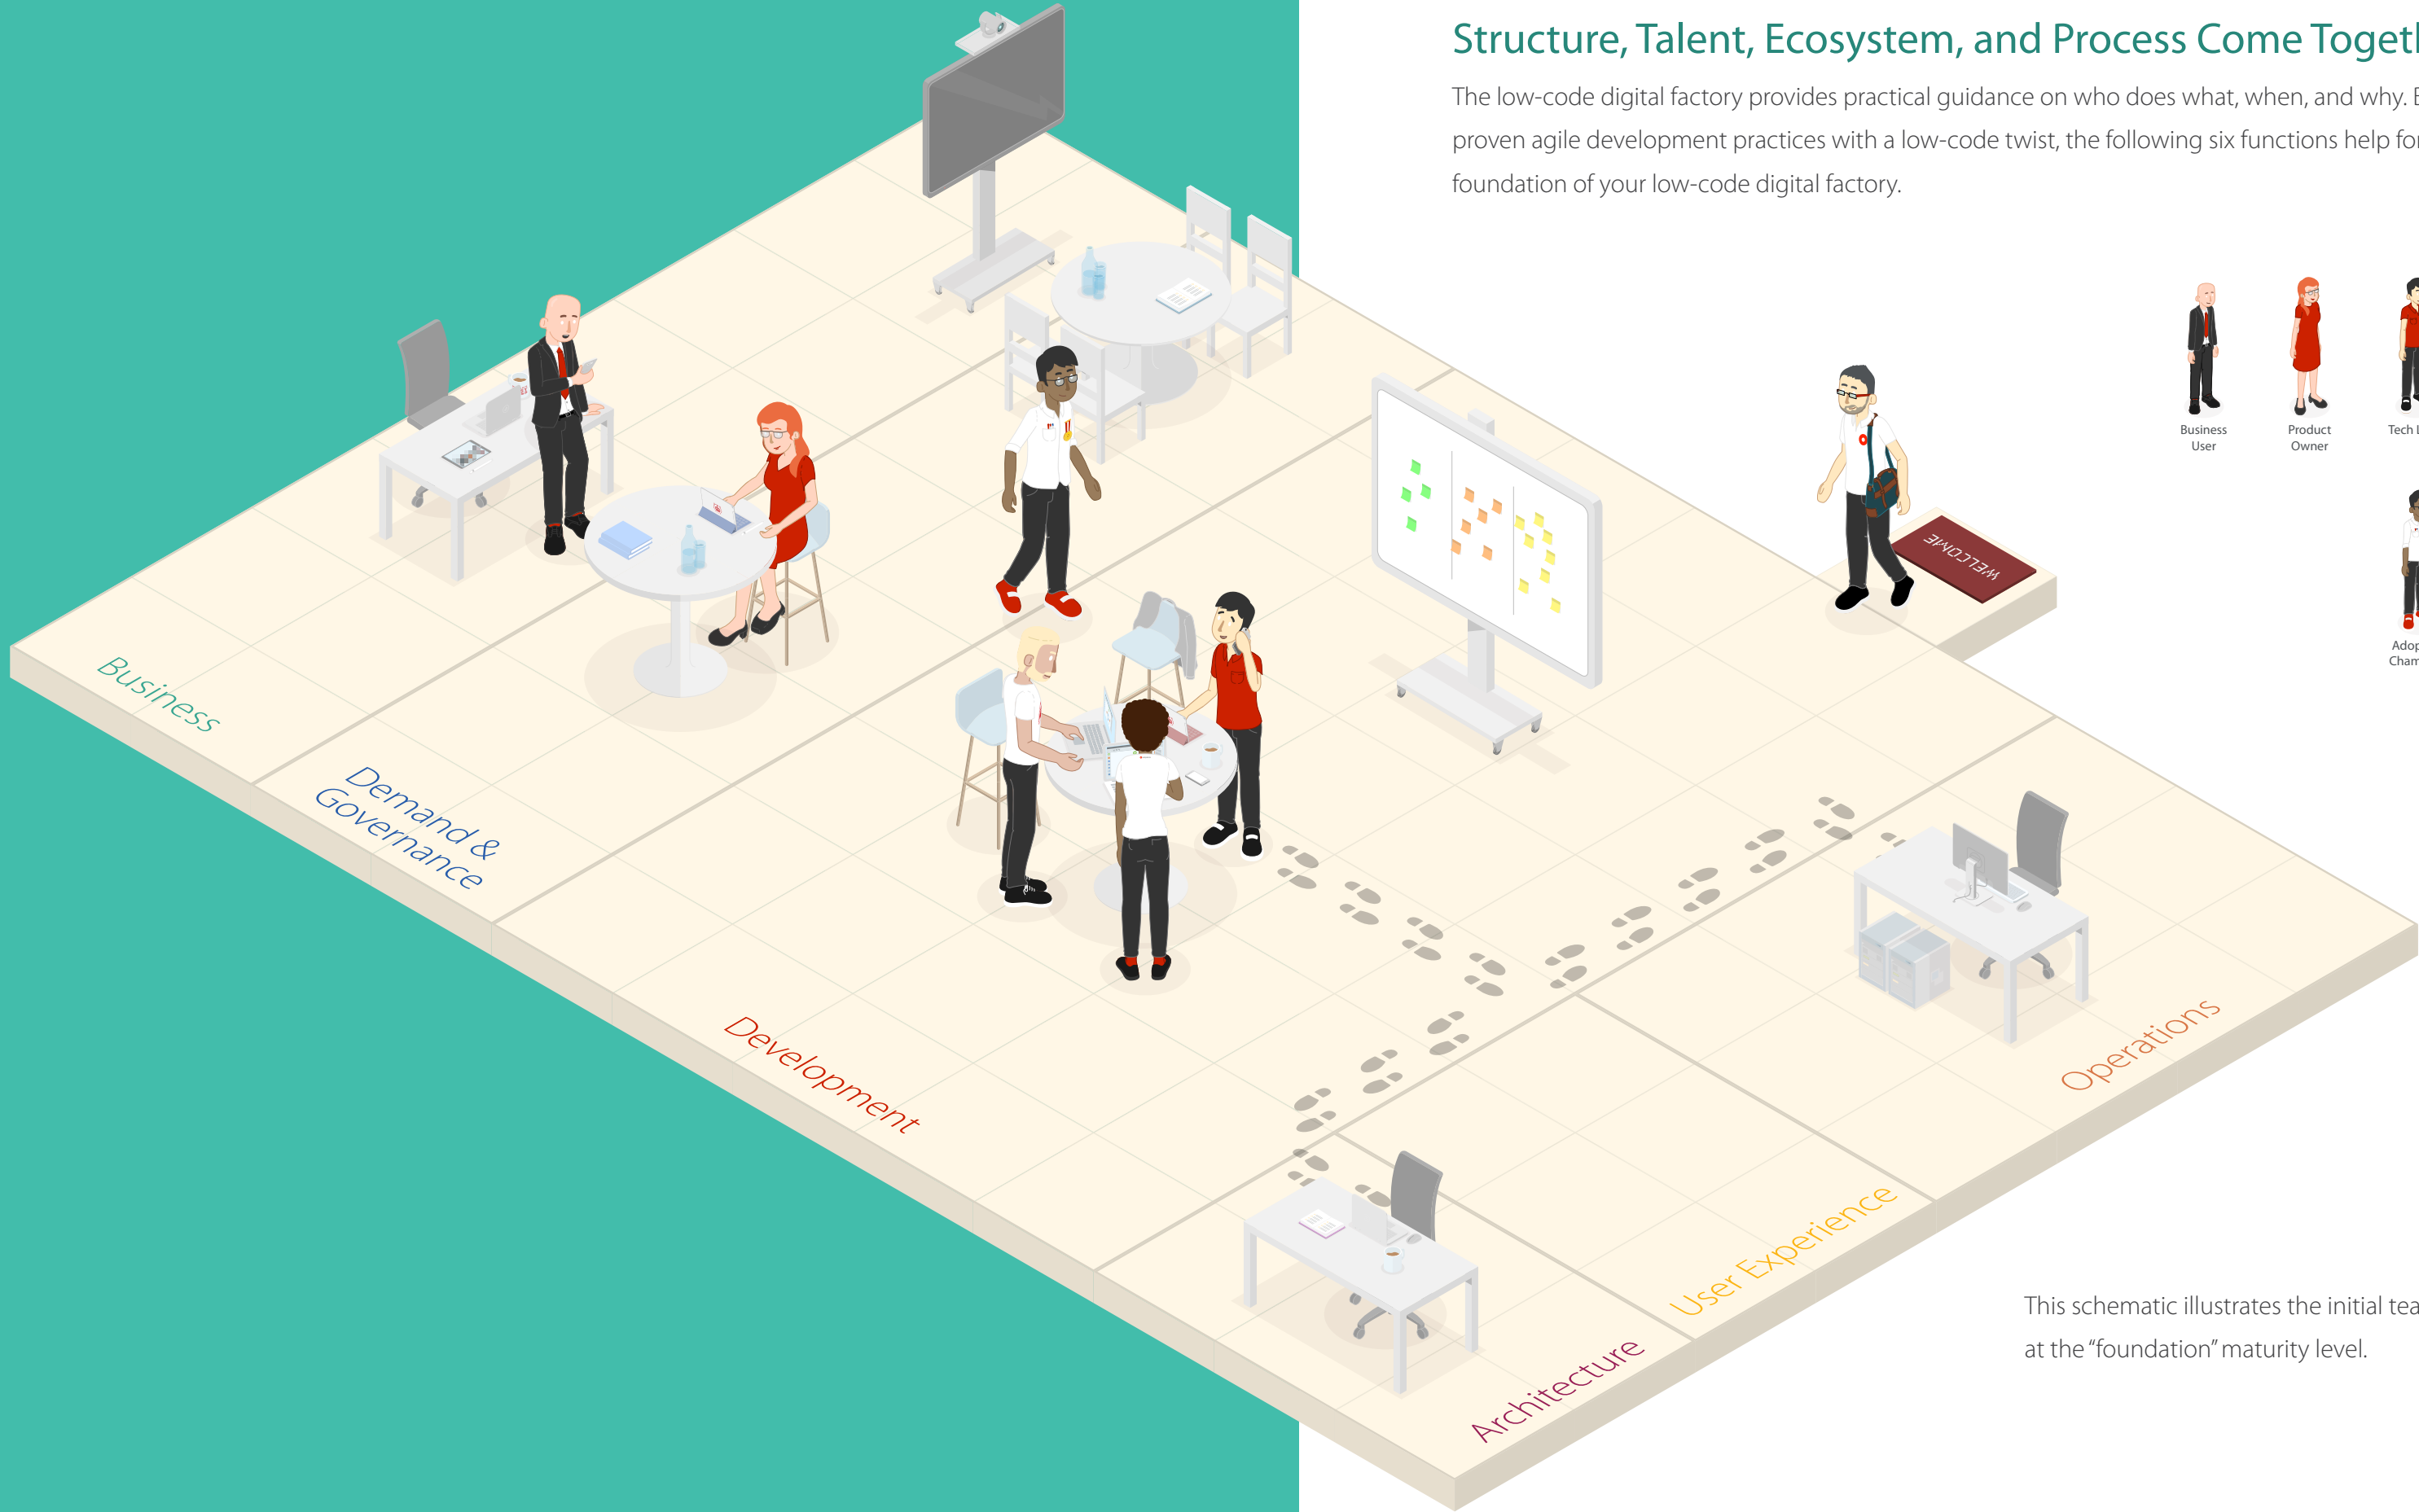 Structure, Talent, Ecosystem, and Process Come
The low-code digital factory provides practical guidance on who does what, when, and why.
proven agile development practices with a low-code twist, the following six functions help
foundation of your low-code digital factory.
Business
User
Product
Owner
Tech
WELCOME
Business
Demand &
Governance
Development
Operations
User Experience
Architecture
This schematic illustrates the initial
at the “foundation” maturity level.